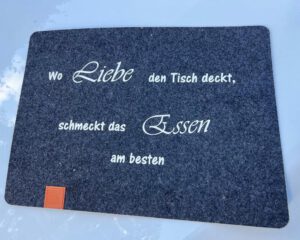 Wo Liebe den Tisch deckt,
schmeckt das Essen
am besten